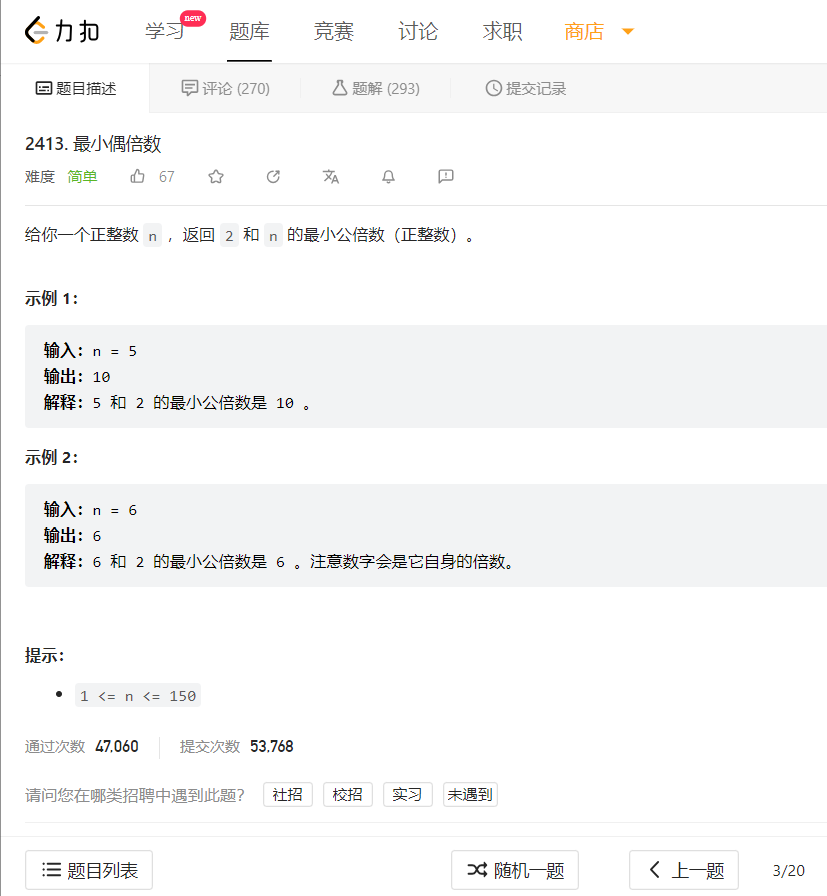 力扣 学习 new 题库 竞赛 讨论 求职 商店
题目描述 评论 (270) 题解 (293) 提交记录
2413. 最小偶倍数
难度 简单 67
给你一个正整数 n ，返回 2 和 n 的最小公倍数（正整数）。
示例 1：
输入：n = 5
输出：10
解释：5 和 2 的最小公倍数是 10 。
示例 2：
输入：n = 6
输出：6
解释：6 和 2 的最小公倍数是 6 。注意数字会是它自身的倍数。
提示：
1 <= n <= 150
通过次数 47,060 提交次数 53,768
请问您在哪类招聘中遇到此题？ 社招 校招 实习 未遇到
题目列表 随机一题 上一题 3/20